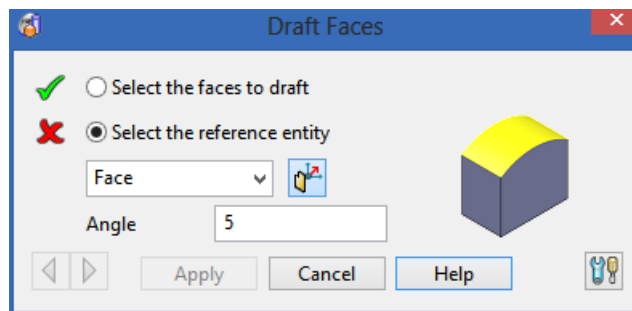 Draft Faces
Select the faces to draft
Select the reference entity
Face
Angle 5
Apply Cancel Help